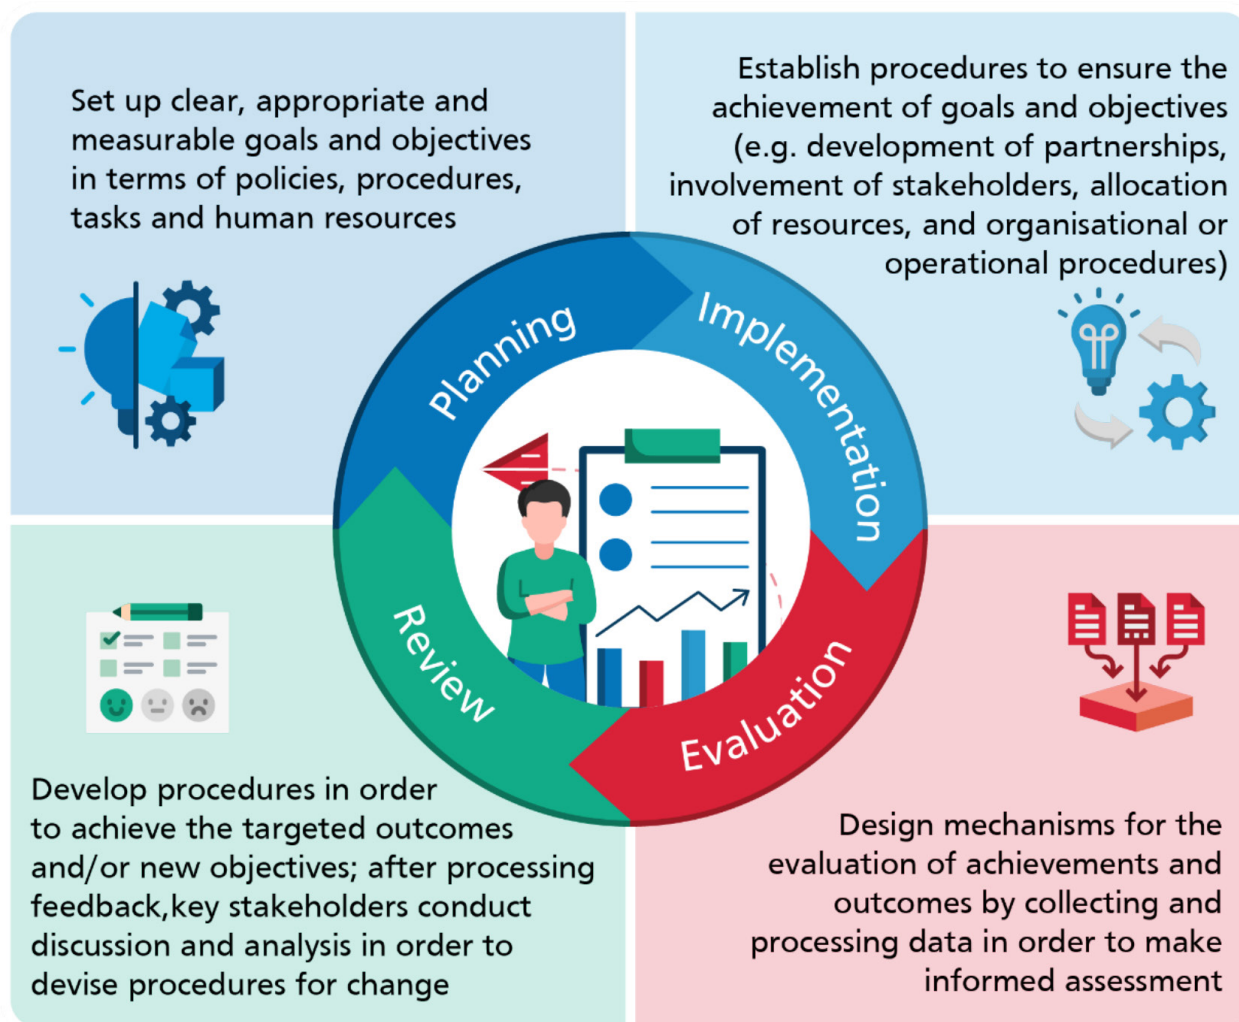 Set up clear, appropriate and
measurable goals and objectives
in terms of policies, procedures,
tasks and human resources
Establish procedures to ensure the
achievement of goals and objectives
(e.g. development of partnerships,
involvement of stakeholders, allocation
of resources, and organisational or
operational procedures)
Planning
Implementation
Evaluation
Review
Develop procedures in order
to achieve the targeted outcomes
and/or new objectives; after processing
feedback,key stakeholders conduct
discussion and analysis in order to
devise procedures for change
Design mechanisms for the
evaluation of achievements and
outcomes by collecting and
processing data in order to make
informed assessment